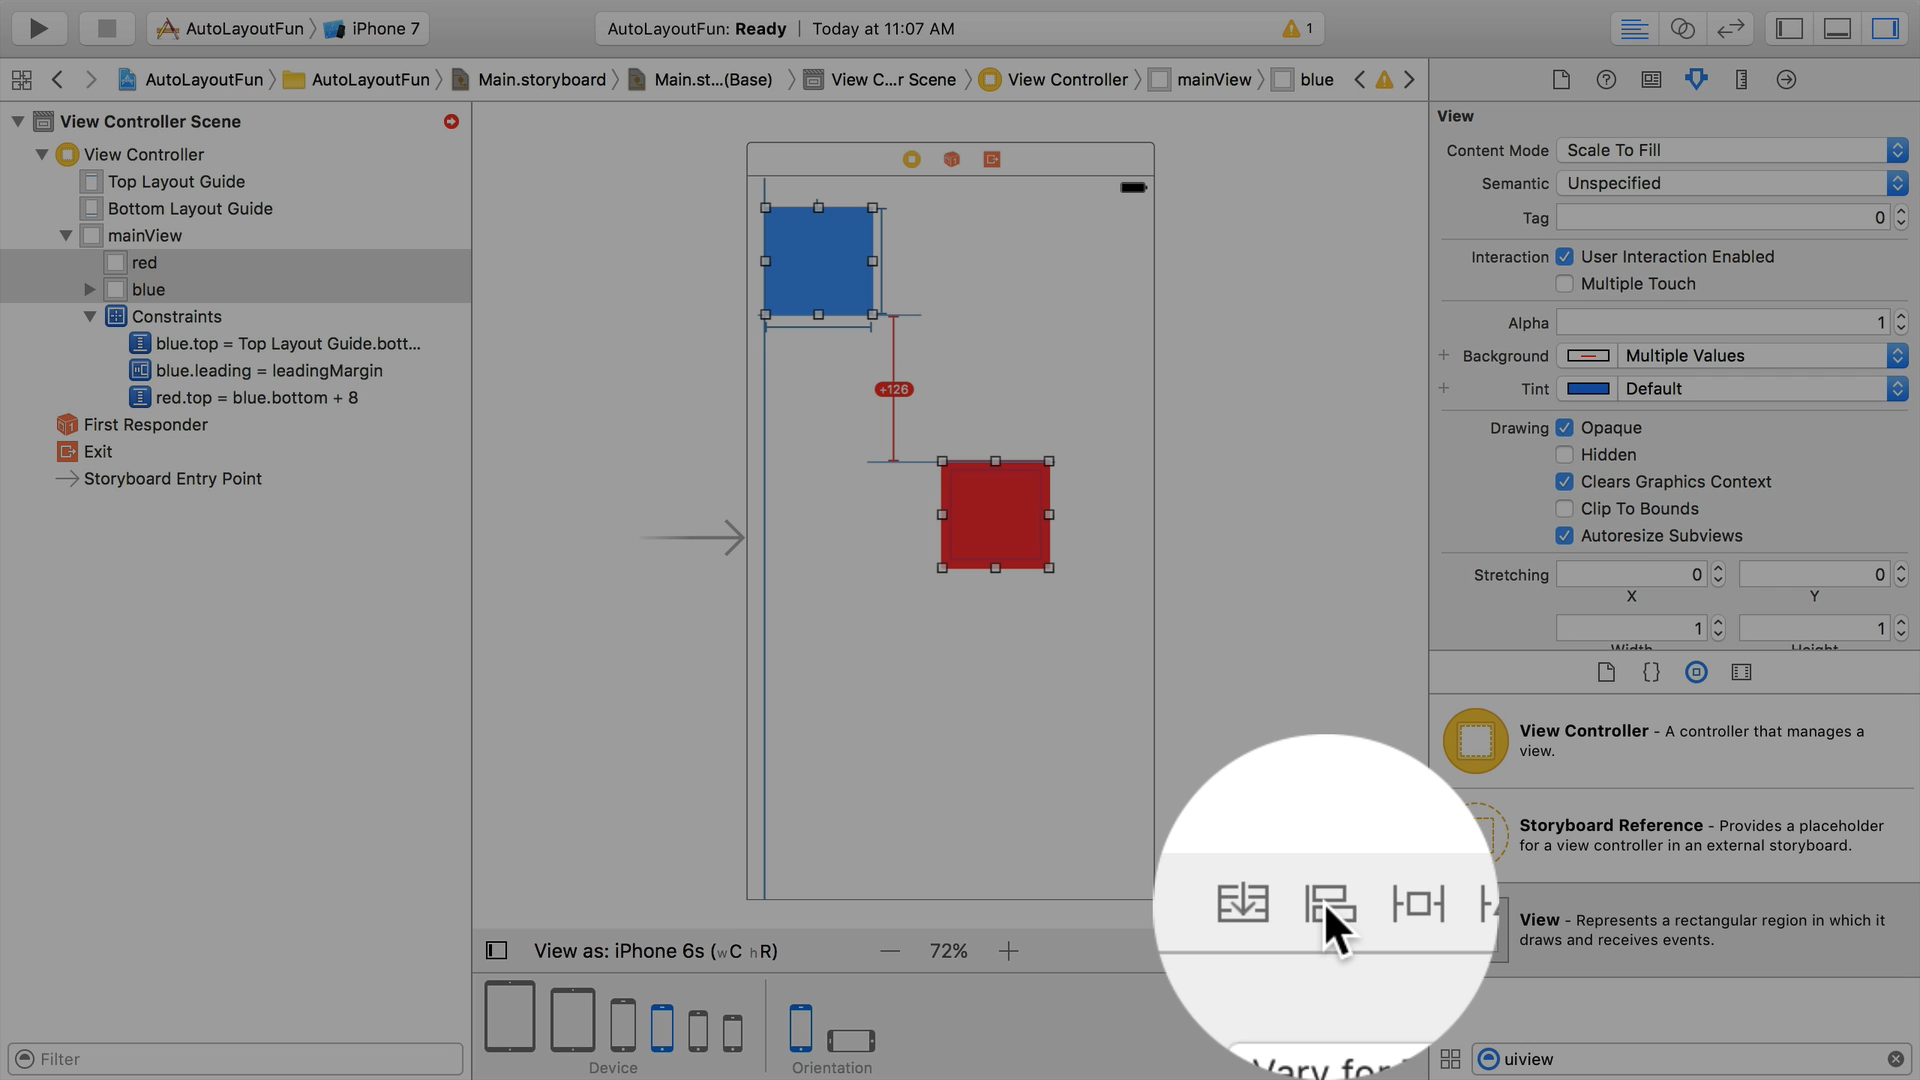 AutoLayoutFun
iPhone 7
AutoLayoutFun: Ready | Today at 11:07 AM
1
AutoLayoutFun
AutoLayoutFun
Main.storyboard
Main.st...(Base)
View C...r Scene
View Controller
mainView
blue
View Controller Scene
View Controller
Top Layout Guide
Bottom Layout Guide
mainView
red
blue
Constraints
blue.top = Top Layout Guide.bott...
blue.leading = leadingMargin
red.top = blue.bottom + 8
First Responder
Exit
Storyboard Entry Point
Filter
+126
View as: iPhone 6s (wC hR)
72%
Device
Orientation
Vary for
View
Content Mode Scale To Fill
Semantic Unspecified
Tag 0
Interaction User Interaction Enabled
Multiple Touch
Alpha 1
Background Multiple Values
Tint Default
Drawing Opaque
Hidden
Clears Graphics Context
Clip To Bounds
Autoresize Subviews
Stretching 0 0
X Y
1 1
Width Height
{}
View Controller - A controller that manages a
view.
Storyboard Reference - Provides a placeholder
for a view controller in an external storyboard.
View - Represents a rectangular region in which it
draws and receives events.
uiview